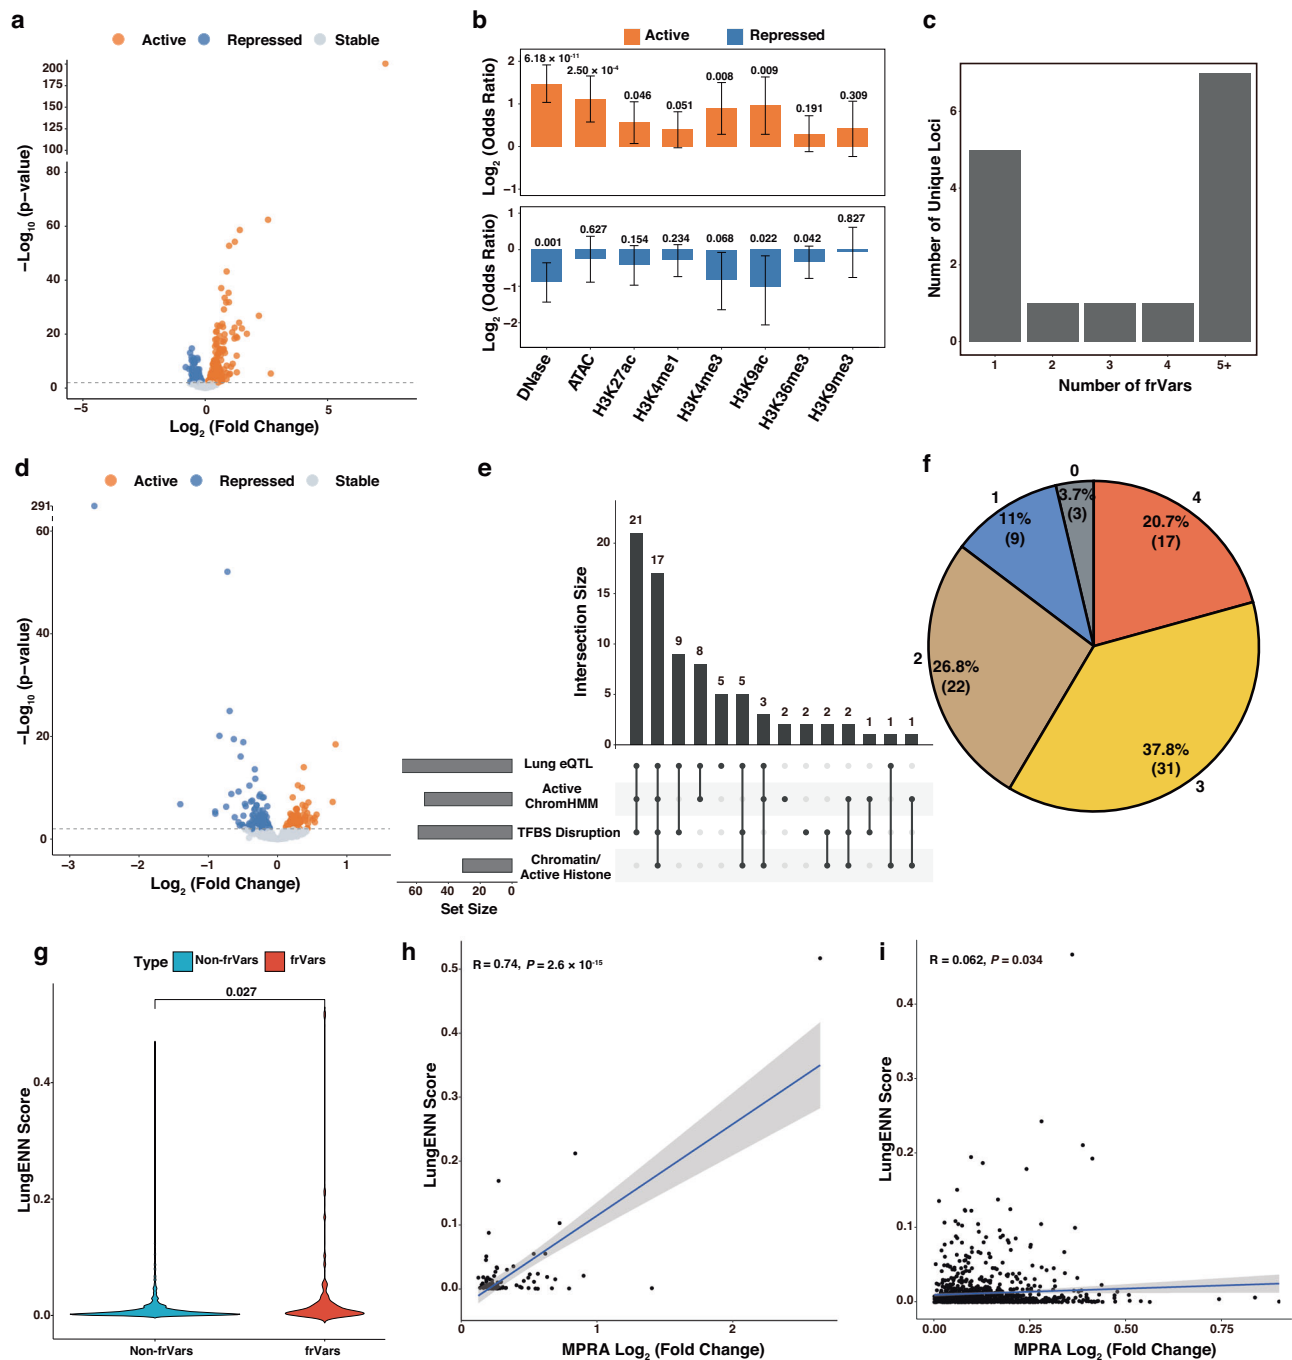 a
Active Repressed Stable
200
175
150
125
100
80
60
40
20
0
−Log10 (p−value)
−5 0 5
Log2 (Fold Change)
b
Active Repressed
2
1
0
−1
Log2 (Odds Ratio)
6.18 × 10-11
2.50 × 10-4
0.046
0.051
0.008
0.009
0.191
0.309
1
0
−1
−2
Log2 (Odds Ratio)
0.001
0.627
0.154
0.234
0.068
0.022
0.042
0.827
DNase
ATAC
H3K27ac
H3K4me1
H3K4me3
H3K9ac
H3K36me3
H3K9me3
c
6
4
2
0
Number of Unique Loci
1 2 3 4 5+
Number of frVars
d
Active Repressed Stable
291
60
40
20
0
−Log10 (p−value)
−3 −2 −1 0 1
Log2 (Fold Change)
e
20
15
10
5
0
Intersection Size
21
17
9
8
5
5
3
2
2
2
2
1
1
1
Lung eQTL
Active
ChromHMM
TFBS Disruption
Chromatin/
Active Histone
60 40 20 0
Set Size
f
0
3.7%
(3)
1
11%
(9)
4
20.7%
(17)
2
26.8%
(22)
37.8%
(31)
3
g
Type Non-frVars frVars
0.027
0.4
0.2
0.0
LungENN Score
Non-frVars frVars
h
R = 0.74, P = 2.6 × 10-15
0.5
0.4
0.3
0.2
0.1
0.0
LungENN Score
0 1 2
MPRA Log2 (Fold Change)
i
R = 0.062, P = 0.034
0.4
0.3
0.2
0.1
0.0
LungENN Score
0.00 0.25 0.50 0.75
MPRA Log2 (Fold Change)